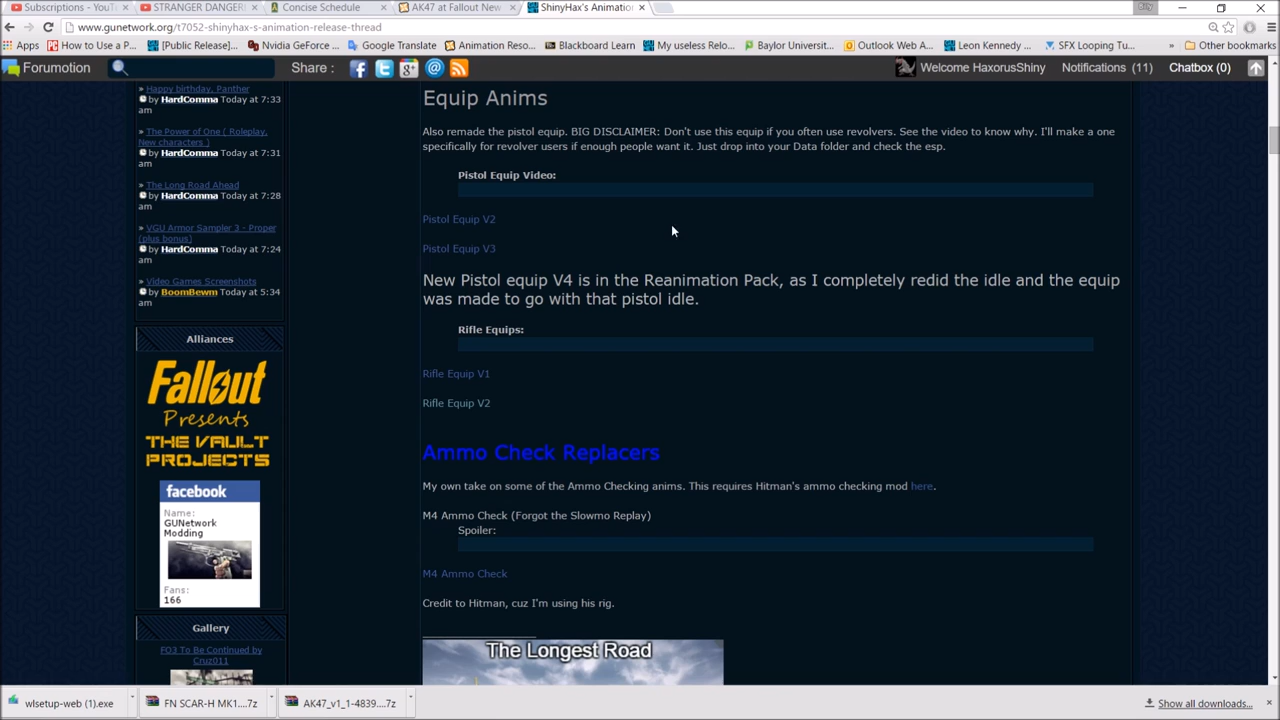 Subscriptions - YouT
STRANGER DANGER
Concise Schedule
AK47 at Fallout New
ShinyHax's Animatio
www.gunetwork.org/t7052-shinyhax-s-animation-release-thread
Apps
How to Use a P...
[Public Release]...
Nvidia GeForce ...
Google Translate
Animation Reso...
Blackboard Learn
My useless Relo...
Baylor Universit...
Outlook Web A...
Leon Kennedy ...
SFX Looping Tu...
»
Other bookmarks
Forumotion
Share :
Welcome HaxorusShiny
Notifications (11)
Chatbox (0)
» Happy birthday, Panther
by HardComma Today at 7:33
am
» The Power of One ( Roleplay,
New characters )
by HardComma Today at 7:31
am
» The Long Road Ahead
by HardComma Today at 7:28
am
» VGU Armor Sampler 3 - Proper
(plus bonus)
by HardComma Today at 7:24
am
» Video Games Screenshots
by BoomBewm Today at 5:34
am
Alliances
Fallout
Presents
THE VAULT
PROJECTS
facebook
Name:
GUNetwork
Modding
Fans:
166
Gallery
FO3 To Be Continued by
Cruz011
Equip Anims
Also remade the pistol equip. BIG DISCLAIMER: Don't use this equip if you often use revolvers. See the video to know why. I'll make a one
specifically for revolver users if enough people want it. Just drop into your Data folder and check the esp.
Pistol Equip Video:
Pistol Equip V2
Pistol Equip V3
New Pistol equip V4 is in the Reanimation Pack, as I completely redid the idle and the equip
was made to go with that pistol idle.
Rifle Equips:
Rifle Equip V1
Rifle Equip V2
Ammo Check Replacers
My own take on some of the Ammo Checking anims. This requires Hitman's ammo checking mod here.
M4 Ammo Check (Forgot the Slowmo Replay)
Spoiler:
M4 Ammo Check
Credit to Hitman, cuz I'm using his rig.
The Longest Road
wlsetup-web (1).exe
FN SCAR-H MK1....7z
AK47_v1_1-4839....7z
Show all downloads...